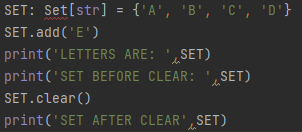 SET: Set[str] = {'A', 'B', 'C', 'D'}
SET.add('E')
print('LETTERS ARE: ',SET)
print('SET BEFORE CLEAR: ',SET)
SET.clear()
print('SET AFTER CLEAR',SET)